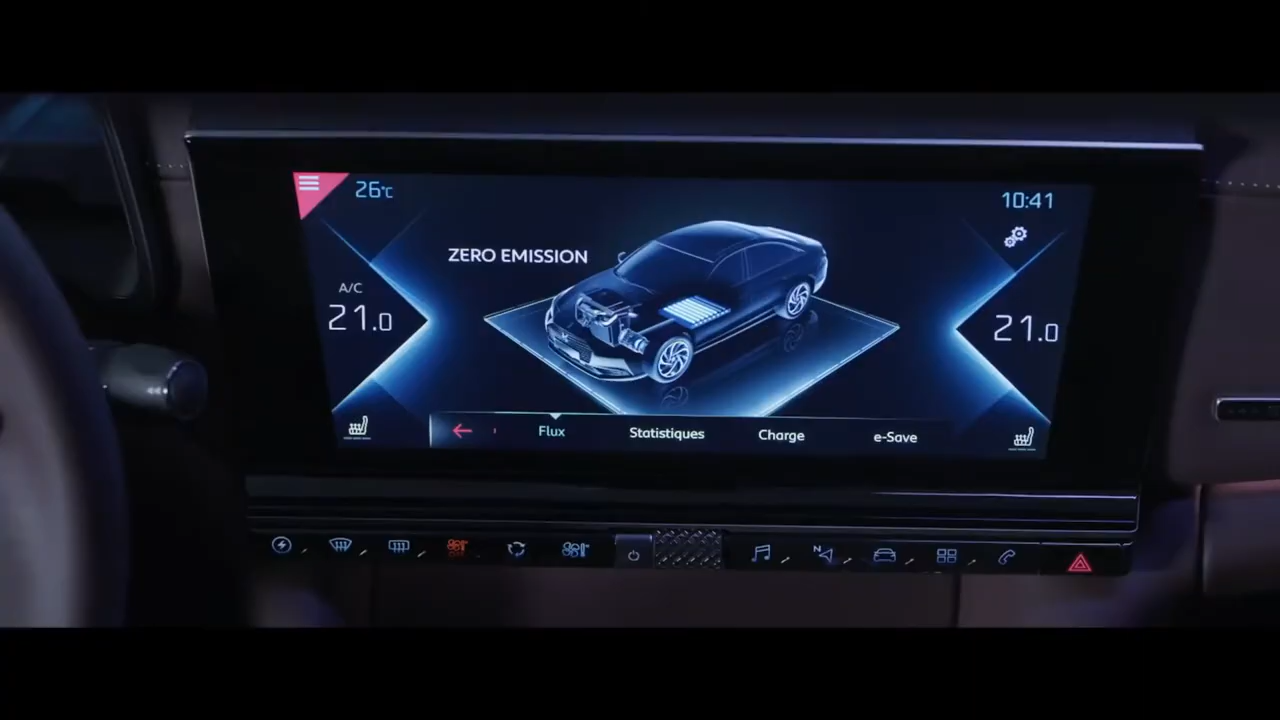 26°C
10:41
ZERO EMISSION
A/C
21.0
21.0
Flux
Statistiques
Charge
e-Save
N